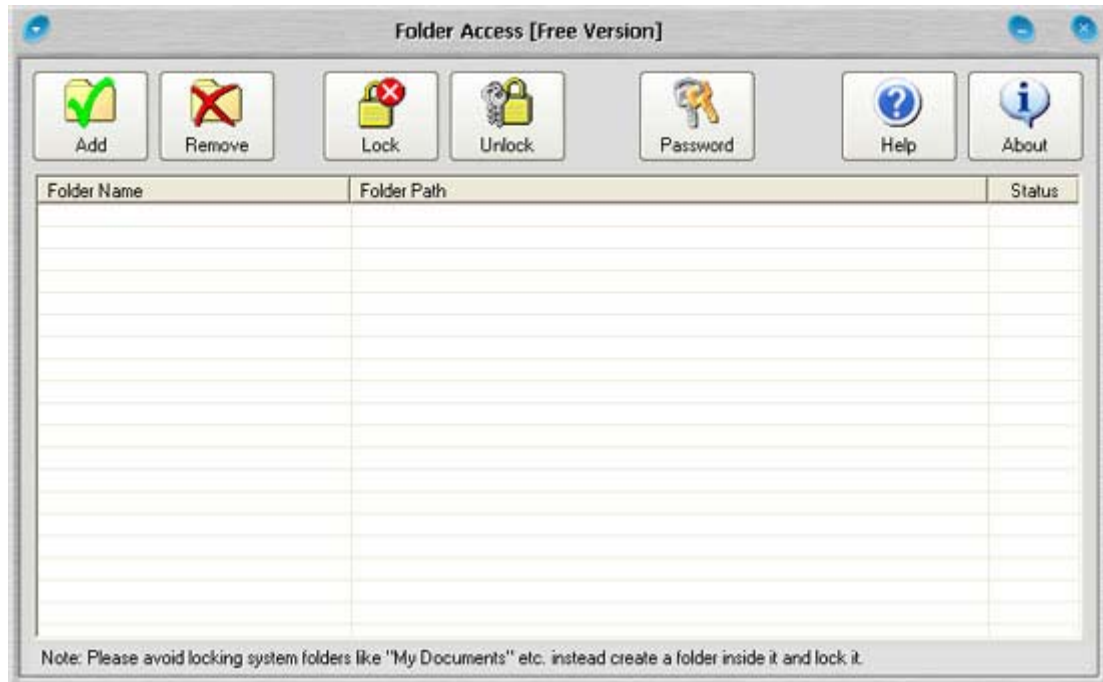 Folder Access [Free Version]
Add Remove Lock Unlock Password Help About
Folder Name Folder Path Status
Note: Please avoid locking system folders like "My Documents" etc. instead create a folder inside it and lock it.